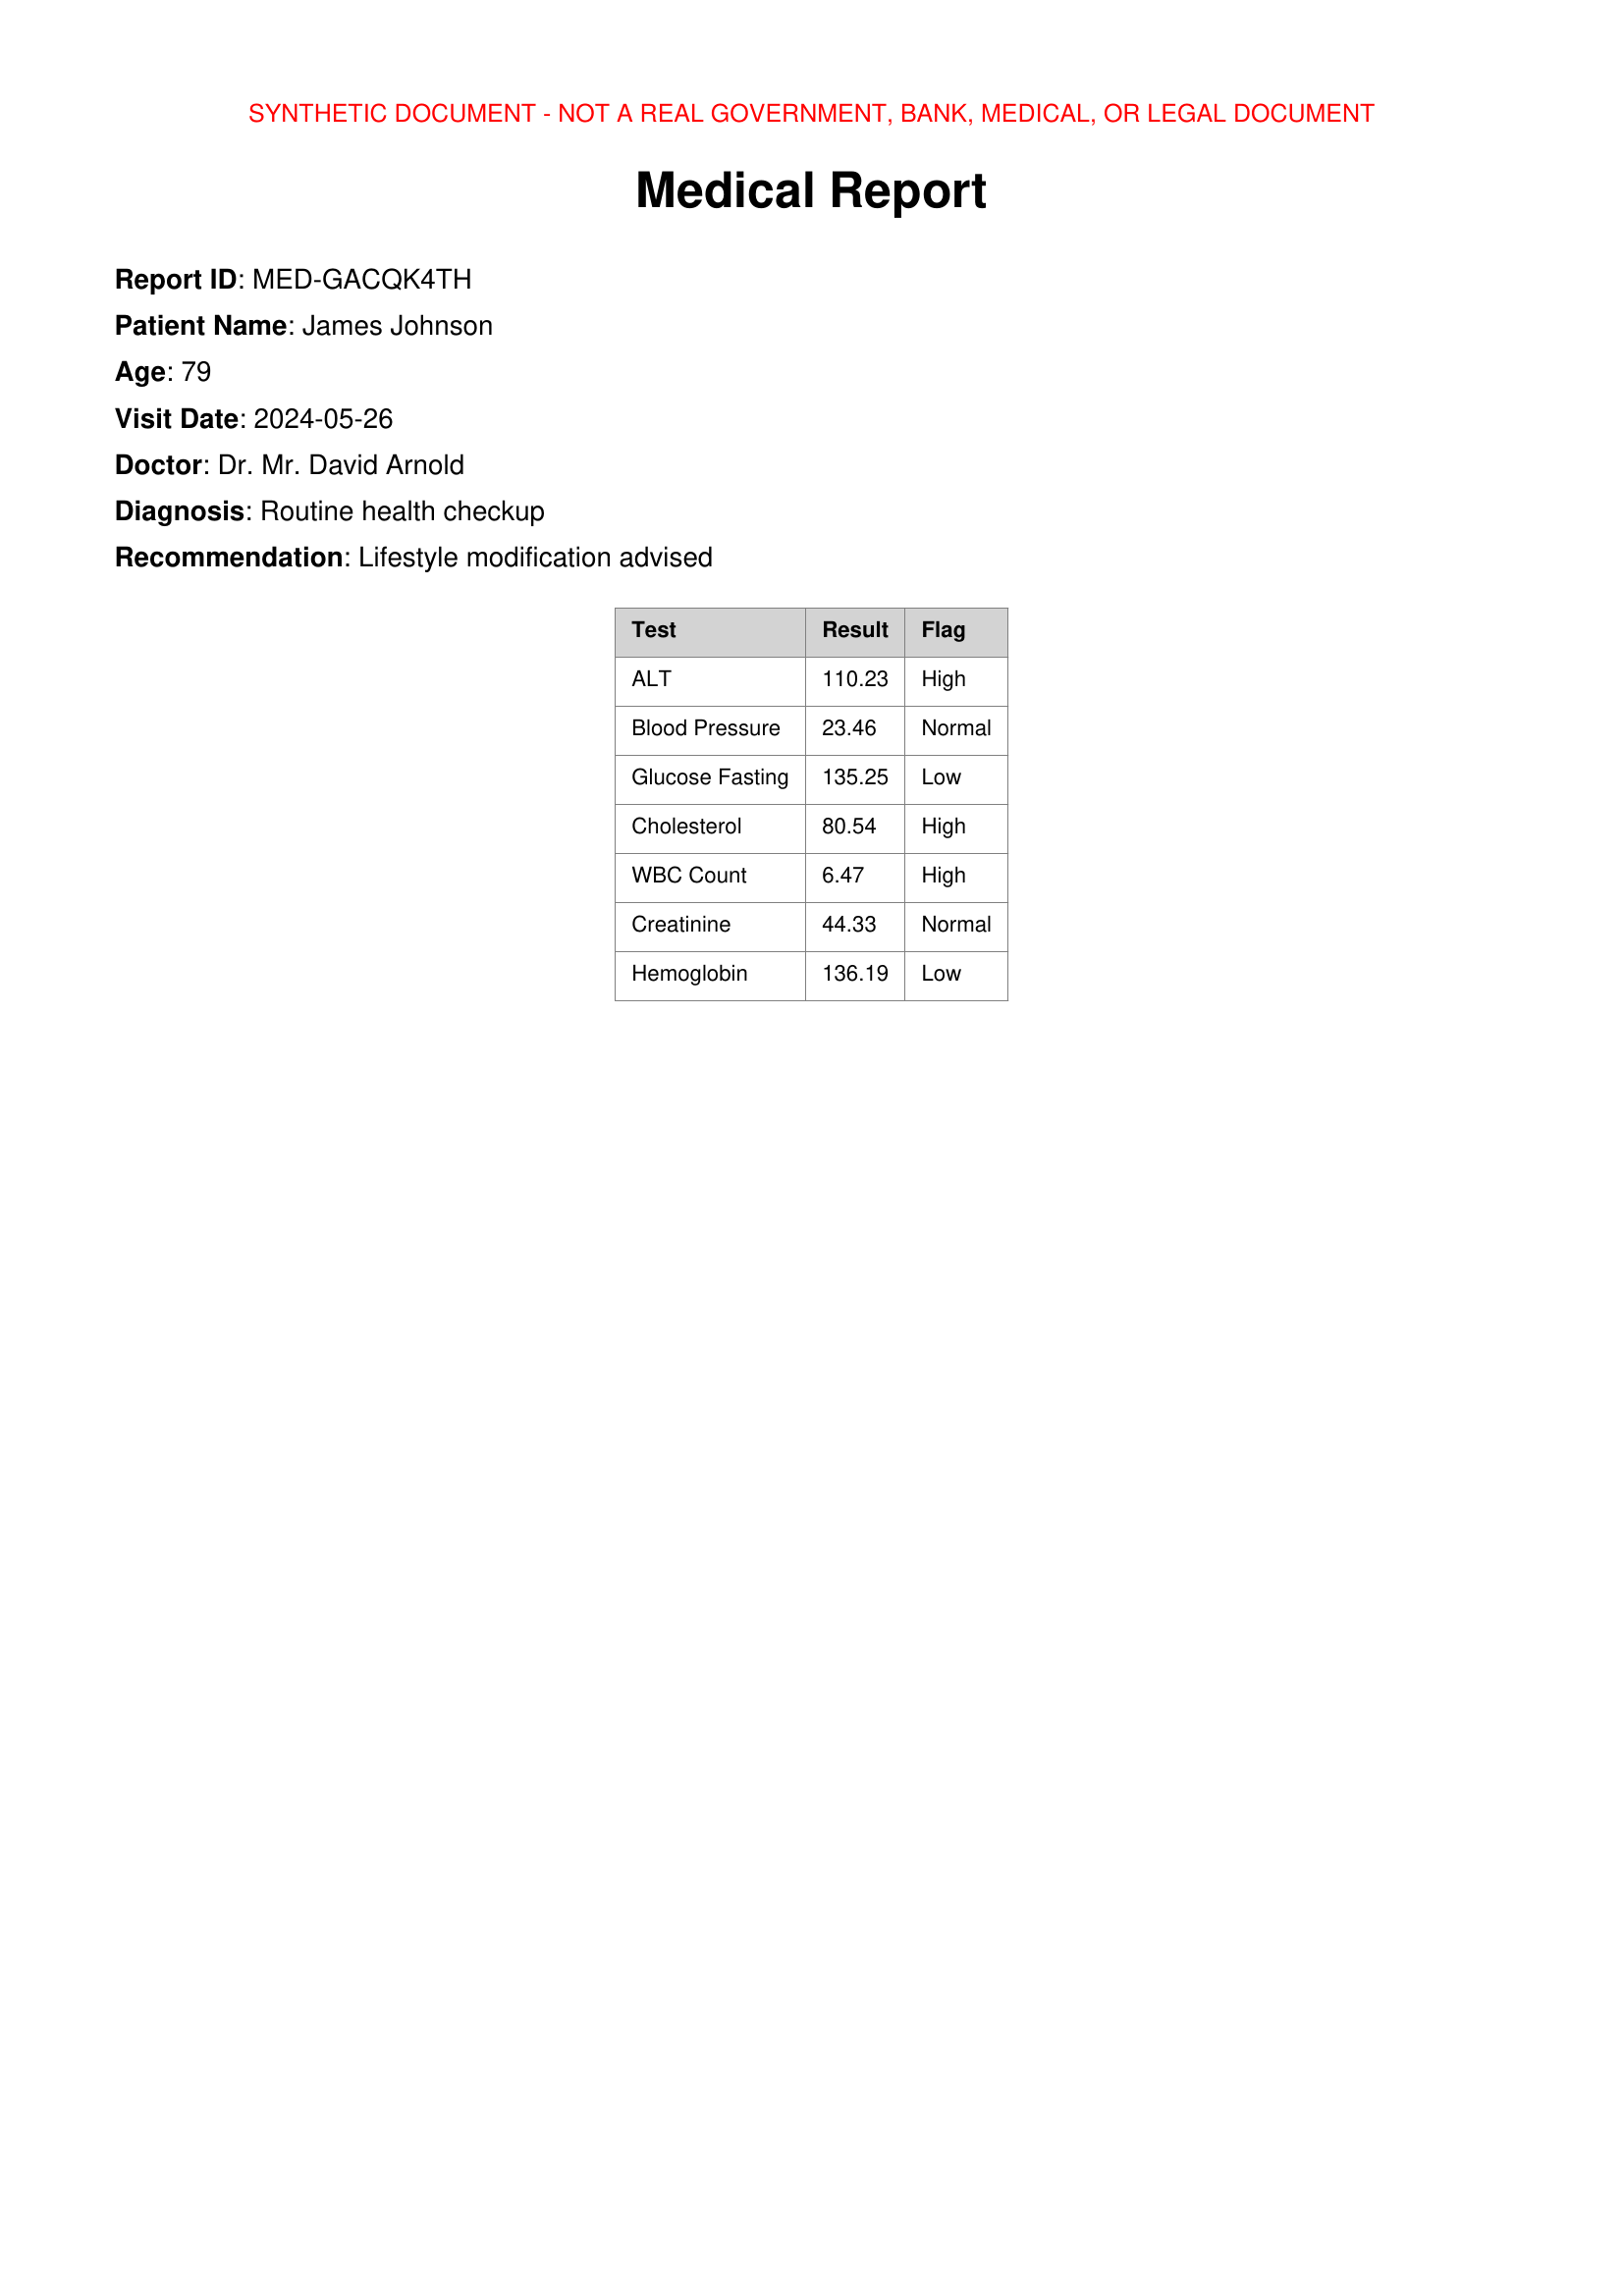 SYNTHETIC DOCUMENT - NOT A REAL GOVERNMENT, BANK, MEDICAL, OR LEGAL DOCUMENT
Medical Report
Report ID: MED-GACQK4TH
Patient Name: James Johnson
Age: 79
Visit Date: 2024-05-26
Doctor: Dr. Mr. David Arnold
Diagnosis: Routine health checkup
Recommendation: Lifestyle modification advised
Test Result Flag
ALT 110.23 High
Blood Pressure 23.46 Normal
Glucose Fasting 135.25 Low
Cholesterol 80.54 High
WBC Count 6.47 High
Creatinine 44.33 Normal
Hemoglobin 136.19 Low